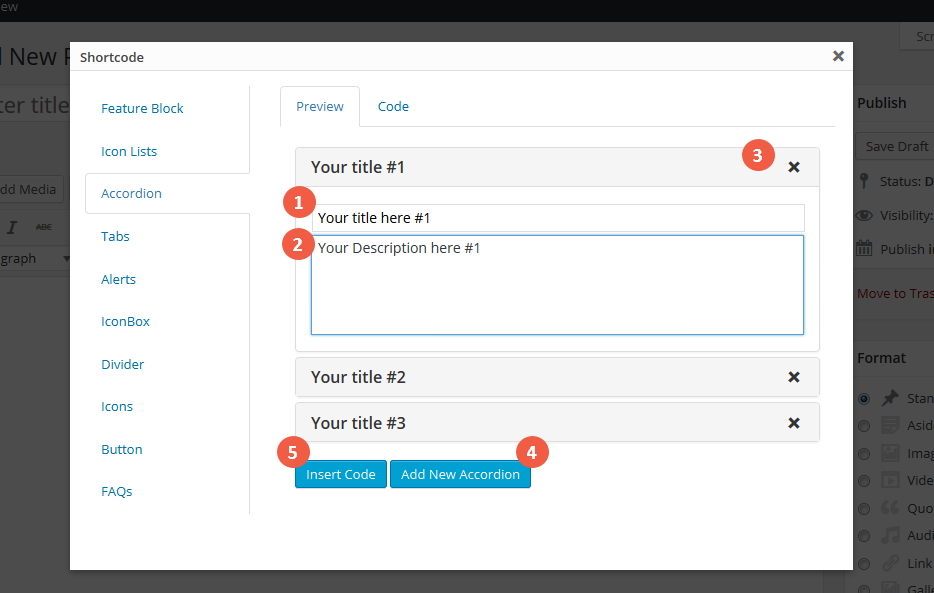 ew
Scr
l New P
Shortcode
ter title
Publish
Feature Block
Preview
Code
Save Draft
Icon Lists
Your title #1
3
dd Media
Accordion
Status: D
1
Your title here #1
I
ABC
Visibility:
Tabs
2
Your Description here #1
Publish in
graph
Alerts
Move to Tras
IconBox
Format
Divider
Your title #2
Icons
Stan
Your title #3
Aside
Button
5
4
Imag
Insert Code
Add New Accordion
Vide
FAQs
Quo
Audi
Link
Galle